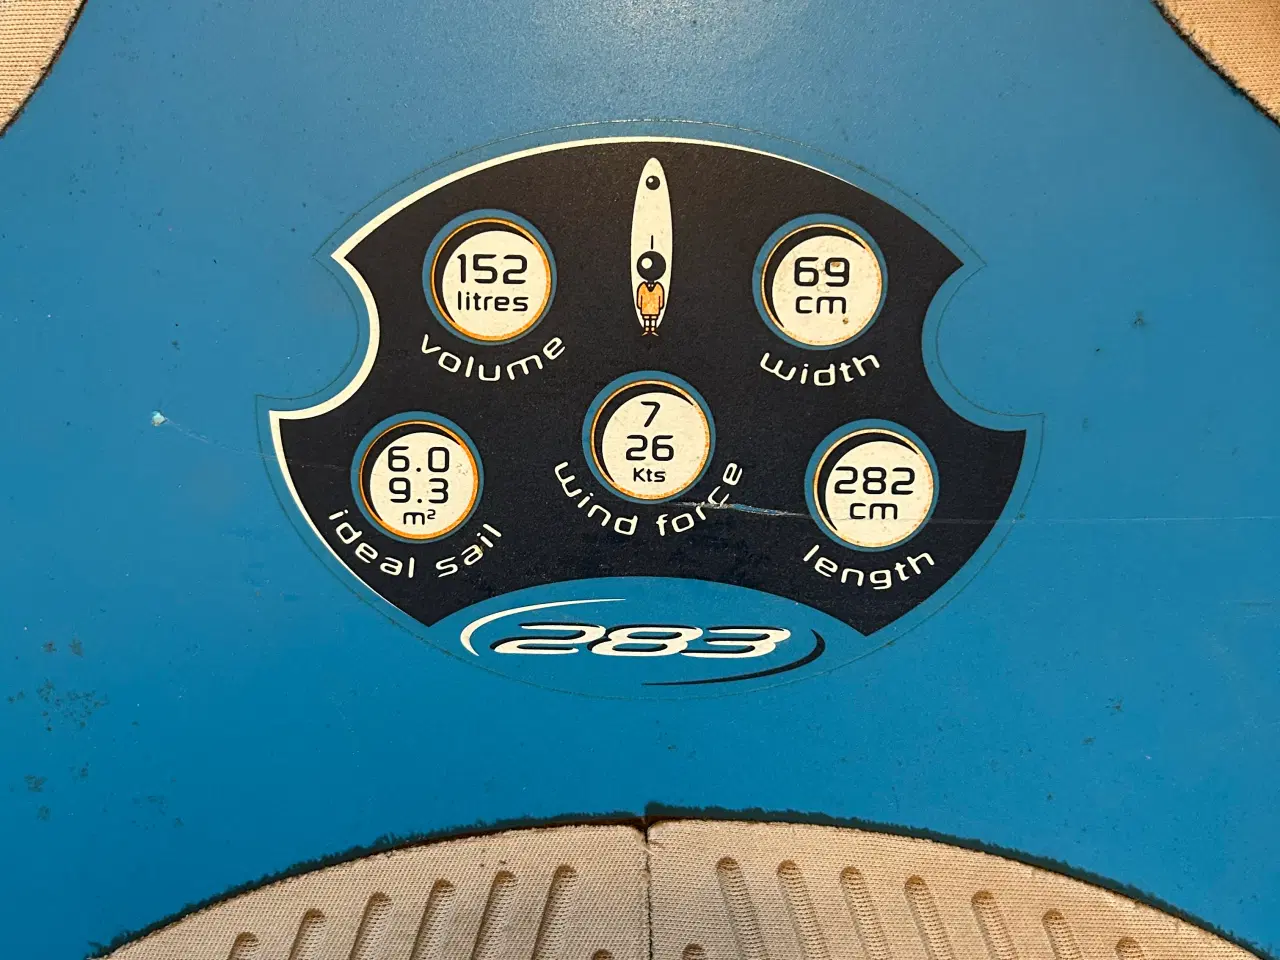 152
litres
volume
69
cm
width
6.0
9.3
m²
ideal sail
7
26
Kts
wind force
282
cm
length
283